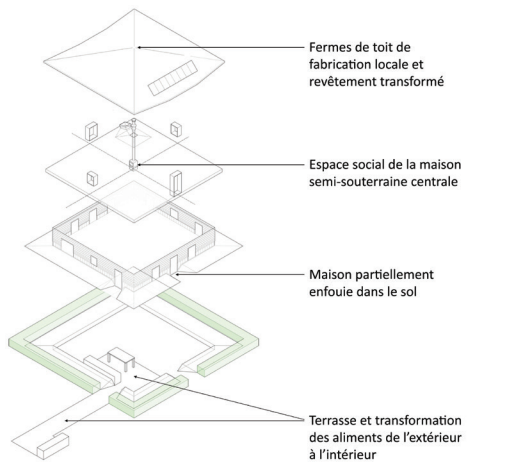 Fermes de toit de
fabrication locale et
revêtement transformé
Espace social de la maison
semi-souterraine centrale
Maison partiellement
enfouie dans le sol
Terrasse et transformation
des aliments de l'extérieur
à l'intérieur